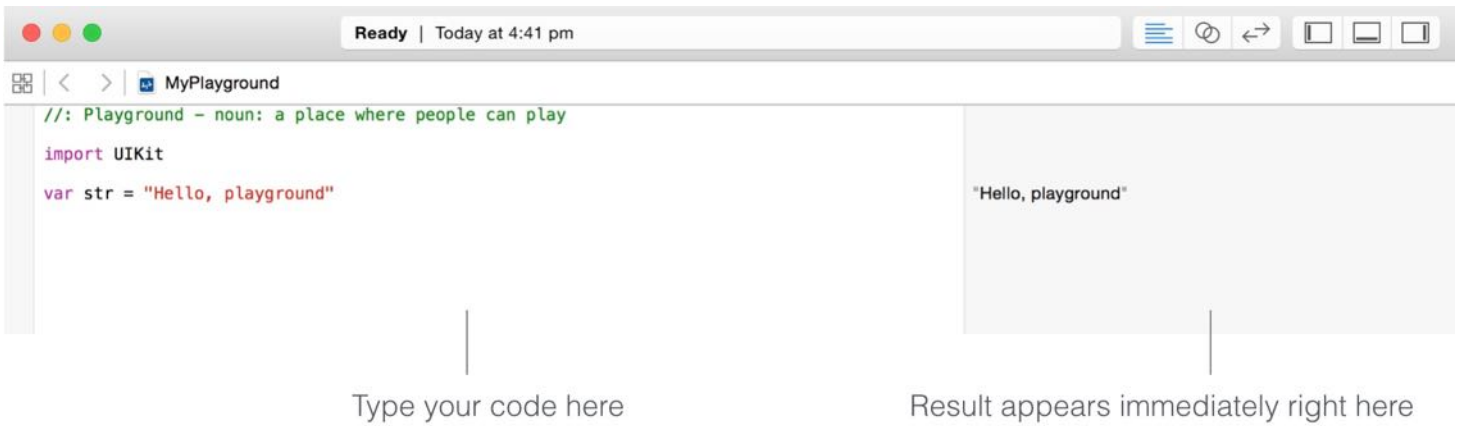 Ready | Today at 4:41 pm
MyPlayground
//: Playground – noun: a place where people can play
import UIKit
var str = "Hello, playground"
"Hello, playground"
Type your code here
Result appears immediately right here